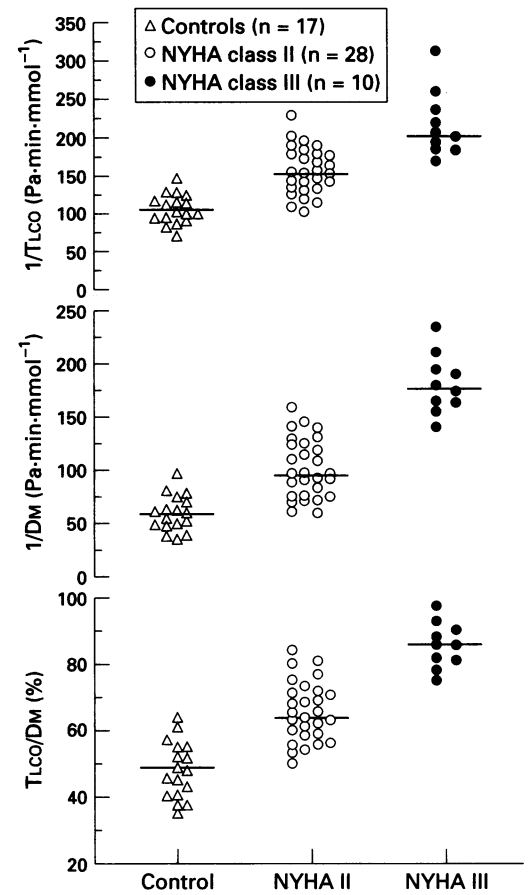 Controls (n = 17)
NYHA class II (n = 28)
NYHA class III (n = 10)
1/TLCO (Pa·min·mmol⁻¹)
350
300
250
200
150
100
50
0
1/DM (Pa·min·mmol⁻¹)
250
200
150
100
50
0
TLCO/DM (%)
100
80
60
40
20
Control NYHA II NYHA III